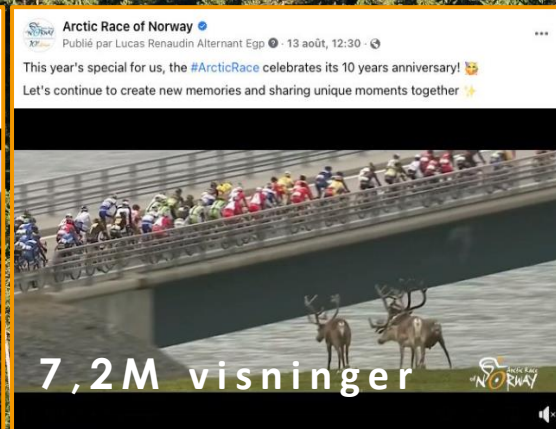 Arctic Race of Norway
Publié par Lucas Renaudin Alternant Egp · 13 août, 12:30 ·
This year's special for us, the #ArcticRace celebrates its 10 years anniversary! 🥰
Let's continue to create new memories and sharing unique moments together ✨
7,2M visninger
Arctic Race
of NORWAY